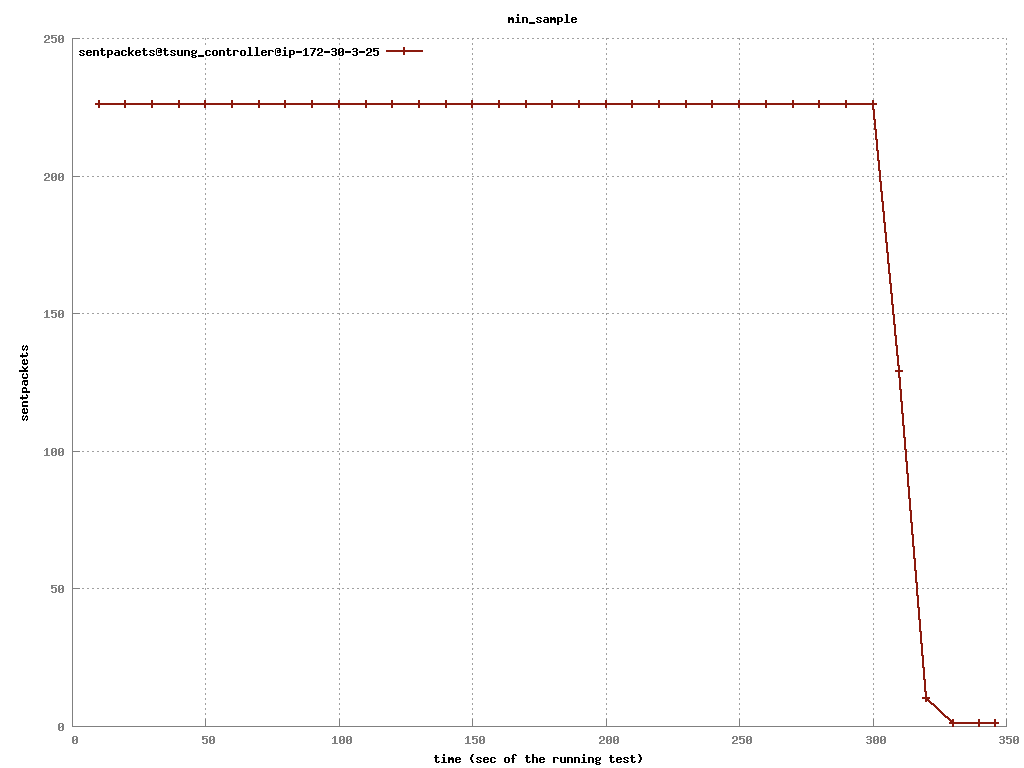 min_sample
250
sentpackets@tsung_controller@ip-172-30-3-25
200
150
sentpackets
100
50
0
0 50 100 150 200 250 300 350
time (sec of the running test)